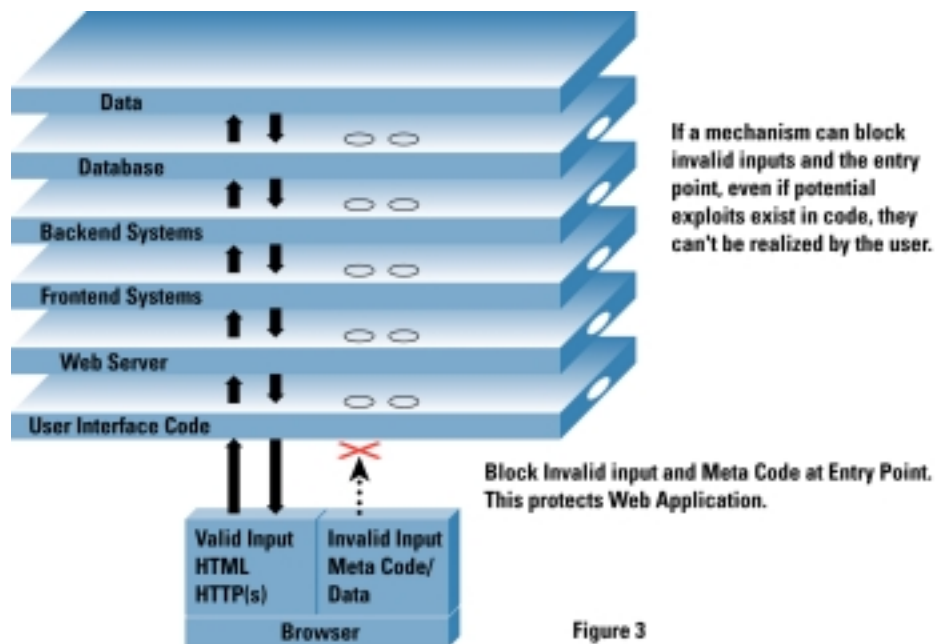 Data
Database
Backend Systems
Frontend Systems
Web Server
User Interface Code
If a mechanism can block
invalid inputs and the entry
point, even if potential
exploits exist in code, they
can't be realized by the user.
Block Invalid input and Meta Code at Entry Point.
This protects Web Application.
Valid Input
HTML
HTTP(s)
Invalid Input
Meta Code/
Data
Browser
Figure 3